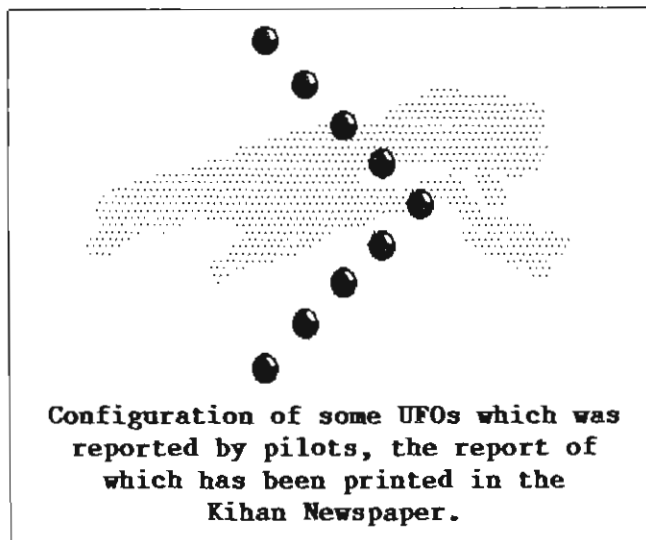 Configuration of some UFOs which was
reported by pilots, the report of
which has been printed in the
Kihan Newspaper.